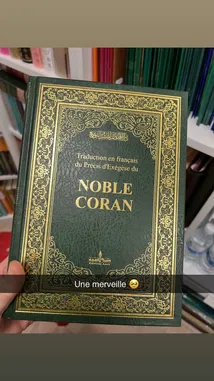 Traduction en français
du Précis d'Exégèse du
NOBLE
CORAN
Une merveille 🥹